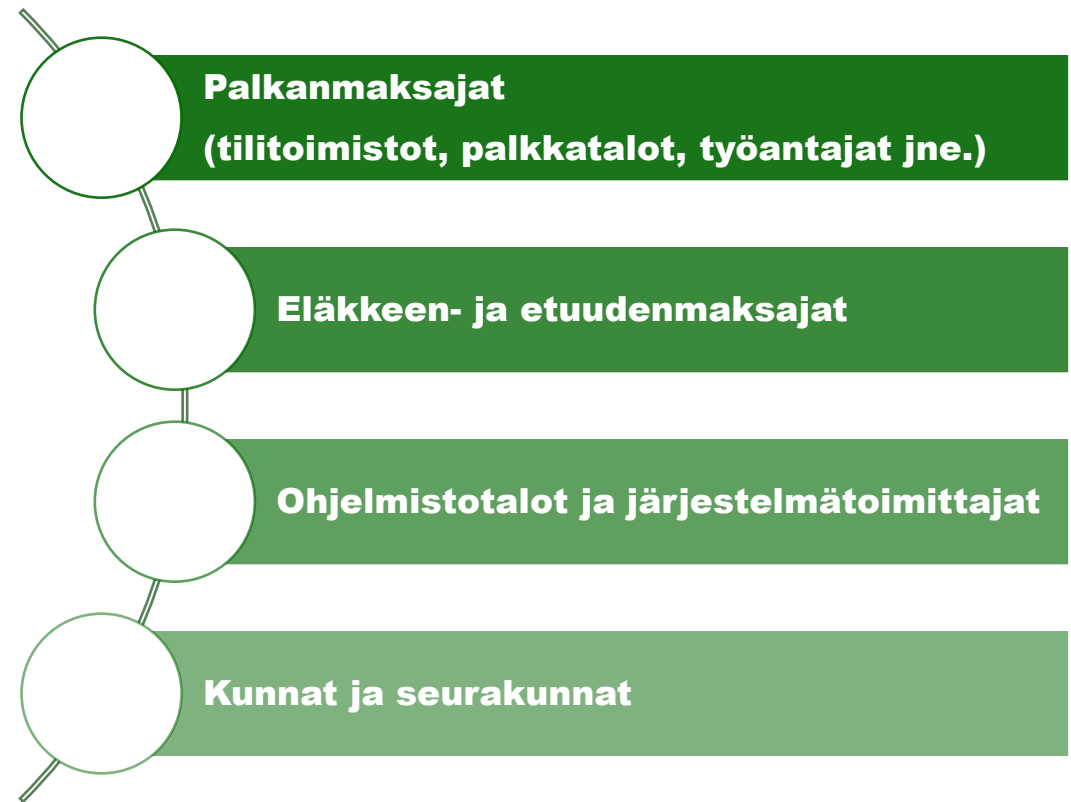 Palkanmaksajat
(tilitoimistot, palkkatalot, työantajat jne.)
Eläkkeen- ja etuudenmaksajat
Ohjelmistotalot ja järjestelmätoimittajat
Kunnat ja seurakunnat